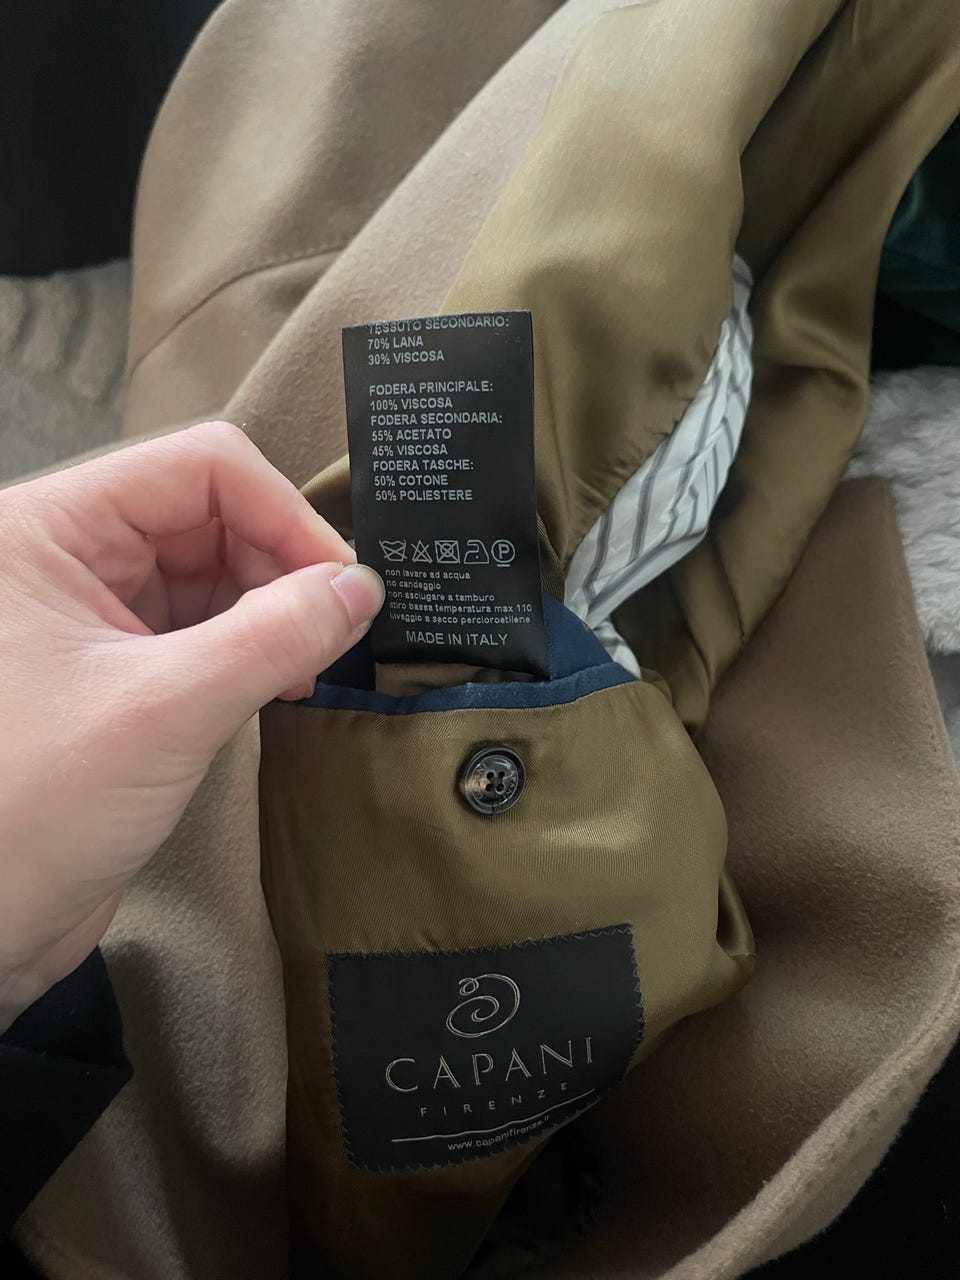 TESSUTO SECONDARIO:
70% LANA
30% VISCOSA
FODERA PRINCIPALE:
100% VISCOSA
FODERA SECONDARIA:
55% ACETATO
45% VISCOSA
FODERA TASCHE:
50% COTONE
50% POLIESTERE
P
non lavare ad acqua
no candeggio
non asciugare a tamburo
stiro bassa temperatura max 110
lavaggio a secco percloroetilene
MADE IN ITALY
CAPANI
FIRENZE
www.capanifirenze.it